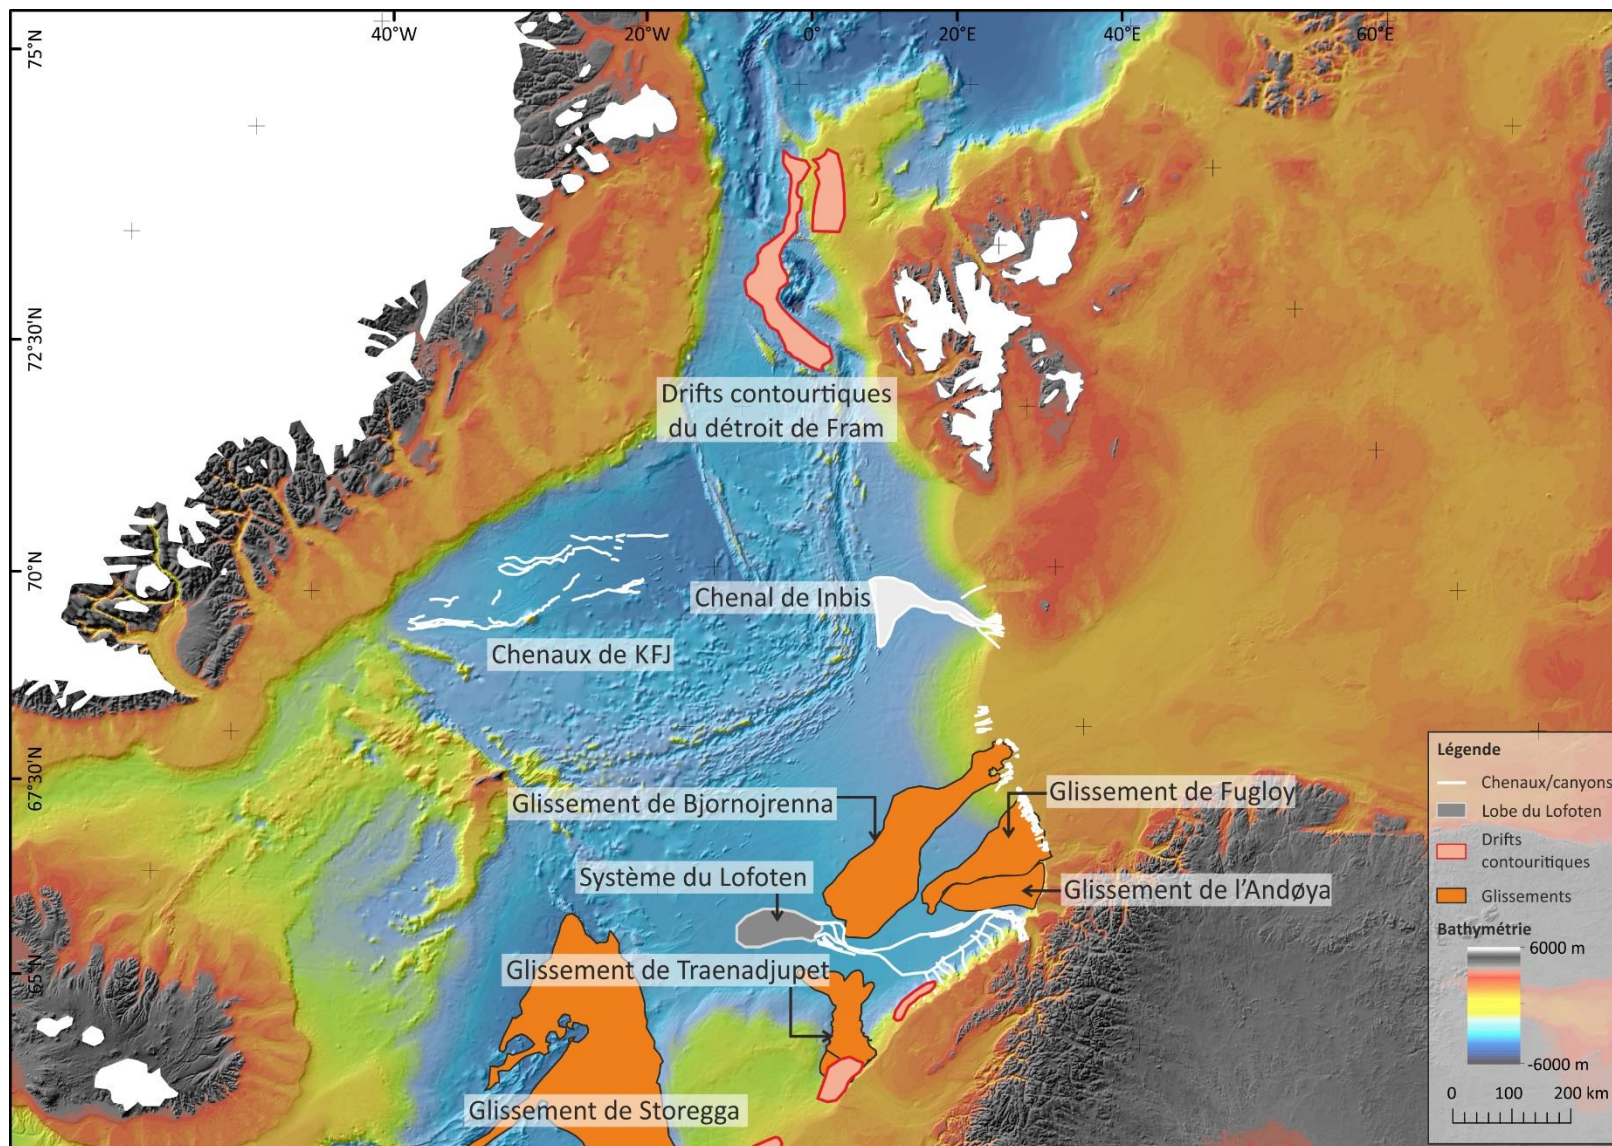 40°W
20°W
0°
20°E
40°E
60°E
75°N
72°30'N
70°N
67°30'N
65°N
Drifts contourtiques
du détroit de Fram
Chenal de Inbis
Chenaux de KFJ
Glissement de Bjornojrenna
Glissement de Fugloy
Système du Lofoten
Glissement de l'Andøya
Glissement de Traenadjupet
Glissement de Storegga
Légende
Chenaux/canyons
Lobe du Lofoten
Drifts
contouritiques
Glissements
Bathymétrie
6000 m
-6000 m
0 100 200 km